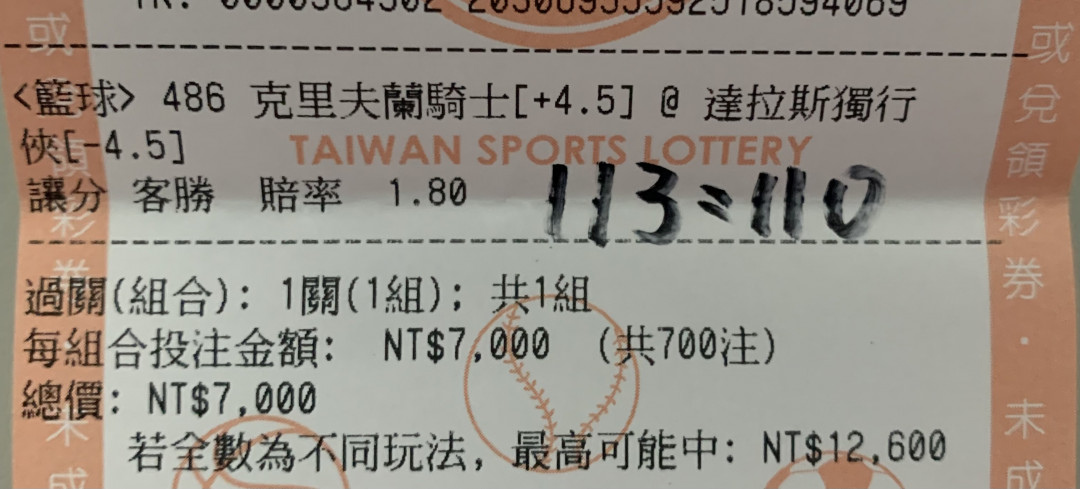 <籃球> 486 克里夫蘭騎士[+4.5] @ 達拉斯獨行
俠[-4.5]
TAIWAN SPORTS LOTTERY
讓分 客勝 賠率 1.80
113:110
過關(組合): 1關(1組); 共1組
每組合投注金額: NT$7,000 (共700注)
總價: NT$7,000
若全數為不同玩法, 最高可能中: NT$12,600
或
或兌領彩券．未成